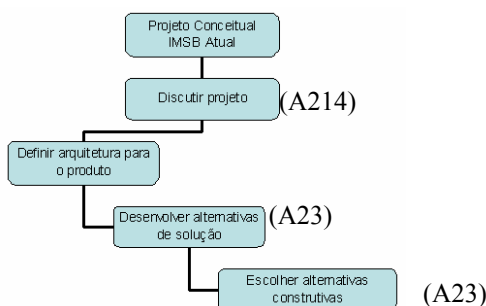 Projeto Conceitual
IMSB Atual
Discutir projeto
(A214)
Definir arquitetura para
o produto
Desenvolver alternativas
de solução
(A23)
Escolher alternativas
construtivas
(A23)